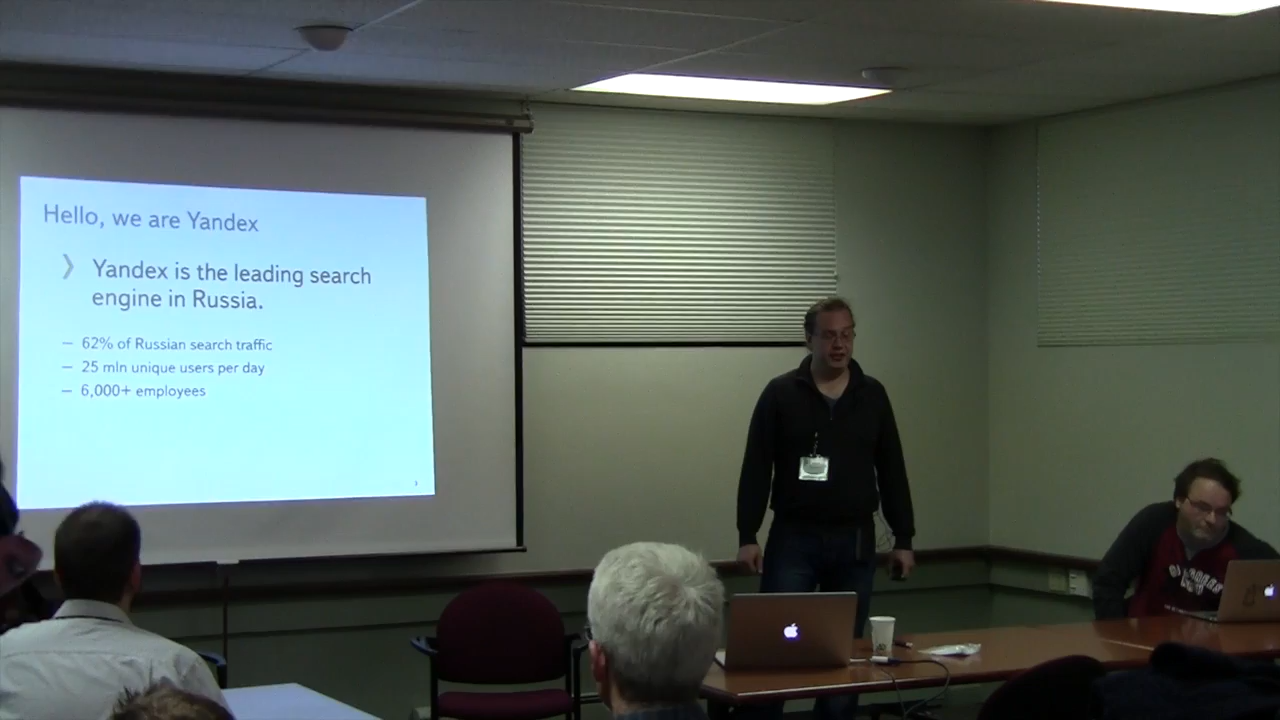 Hello, we are Yandex
❯ Yandex is the leading search
engine in Russia.
– 62% of Russian search traffic
– 25 mln unique users per day
– 6,000+ employees